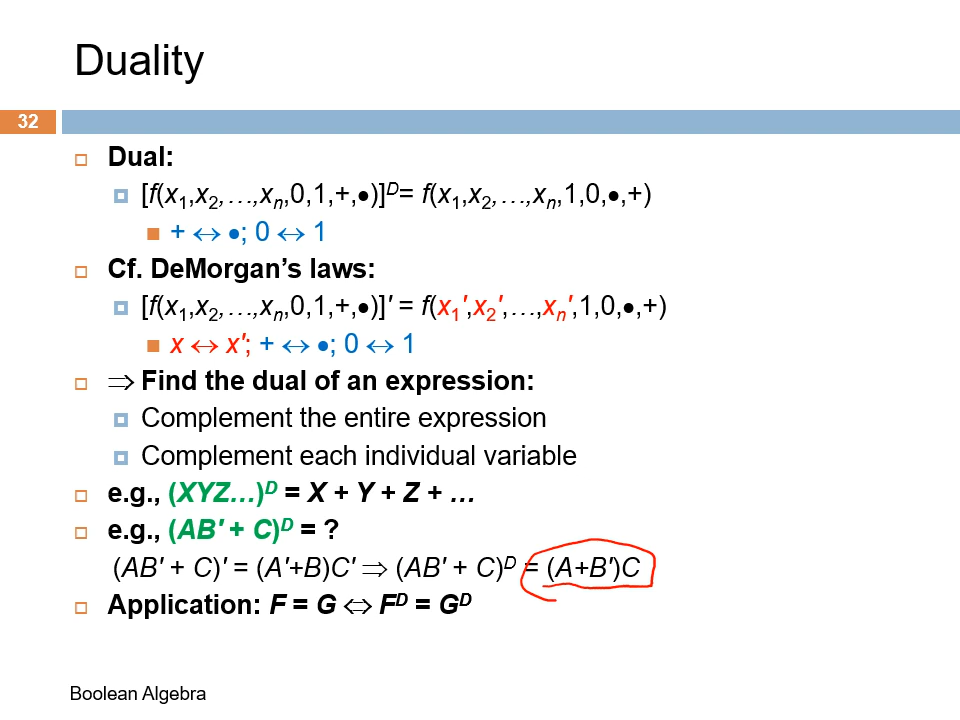 Duality
32
Dual:
[f(x1,x2,…,xn,0,1,+,●)]ᴰ= f(x1,x2,…,xn,1,0,●,+)
+ ↔ ●; 0 ↔ 1
Cf. DeMorgan's laws:
[f(x1,x2,…,xn,0,1,+,●)]' = f(x1',x2',…,xn',1,0,●,+)
x ↔ x'; + ↔ ●; 0 ↔ 1
⇒ Find the dual of an expression:
Complement the entire expression
Complement each individual variable
e.g., (XYZ…)ᴰ = X + Y + Z + …
e.g., (AB' + C)ᴰ = ?
(AB' + C)' = (A'+B)C' ⇒ (AB' + C)ᴰ = (A+B')C
Application: F = G ⇔ Fᴰ = Gᴰ
Boolean Algebra